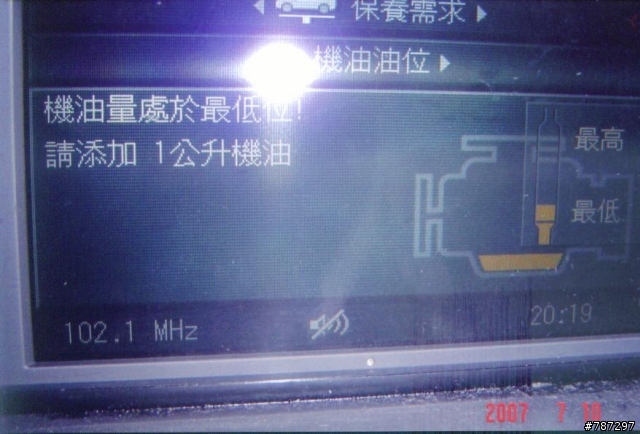 保養需求
機油油位
機油量處於最低位!
請添加 1公升機油
最高
最低
102.1 MHz
20:19
2007 7 10
#787297